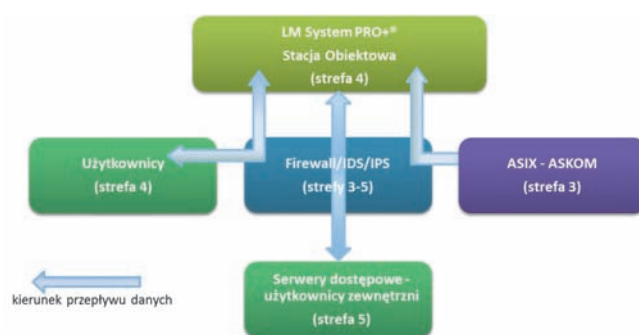 LM System PRO+®
Stacja Obiektowa
(strefa 4)
Użytkownicy
(strefa 4)
Firewall/IDS/IPS
(strefy 3-5)
ASIX - ASKOM
(strefa 3)
Serwery dostępowe -
użytkownicy zewnętrzni
(strefa 5)
kierunek przepływu danych